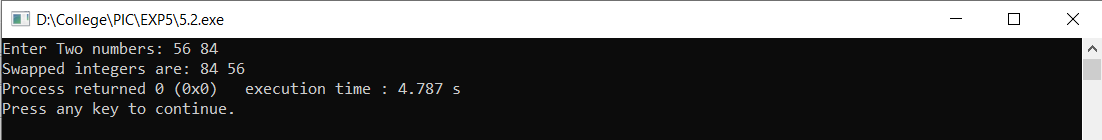 D:\College\PIC\EXP5\5.2.exe
Enter Two numbers: 56 84
Swapped integers are: 84 56
Process returned 0 (0x0)   execution time : 4.787 s
Press any key to continue.